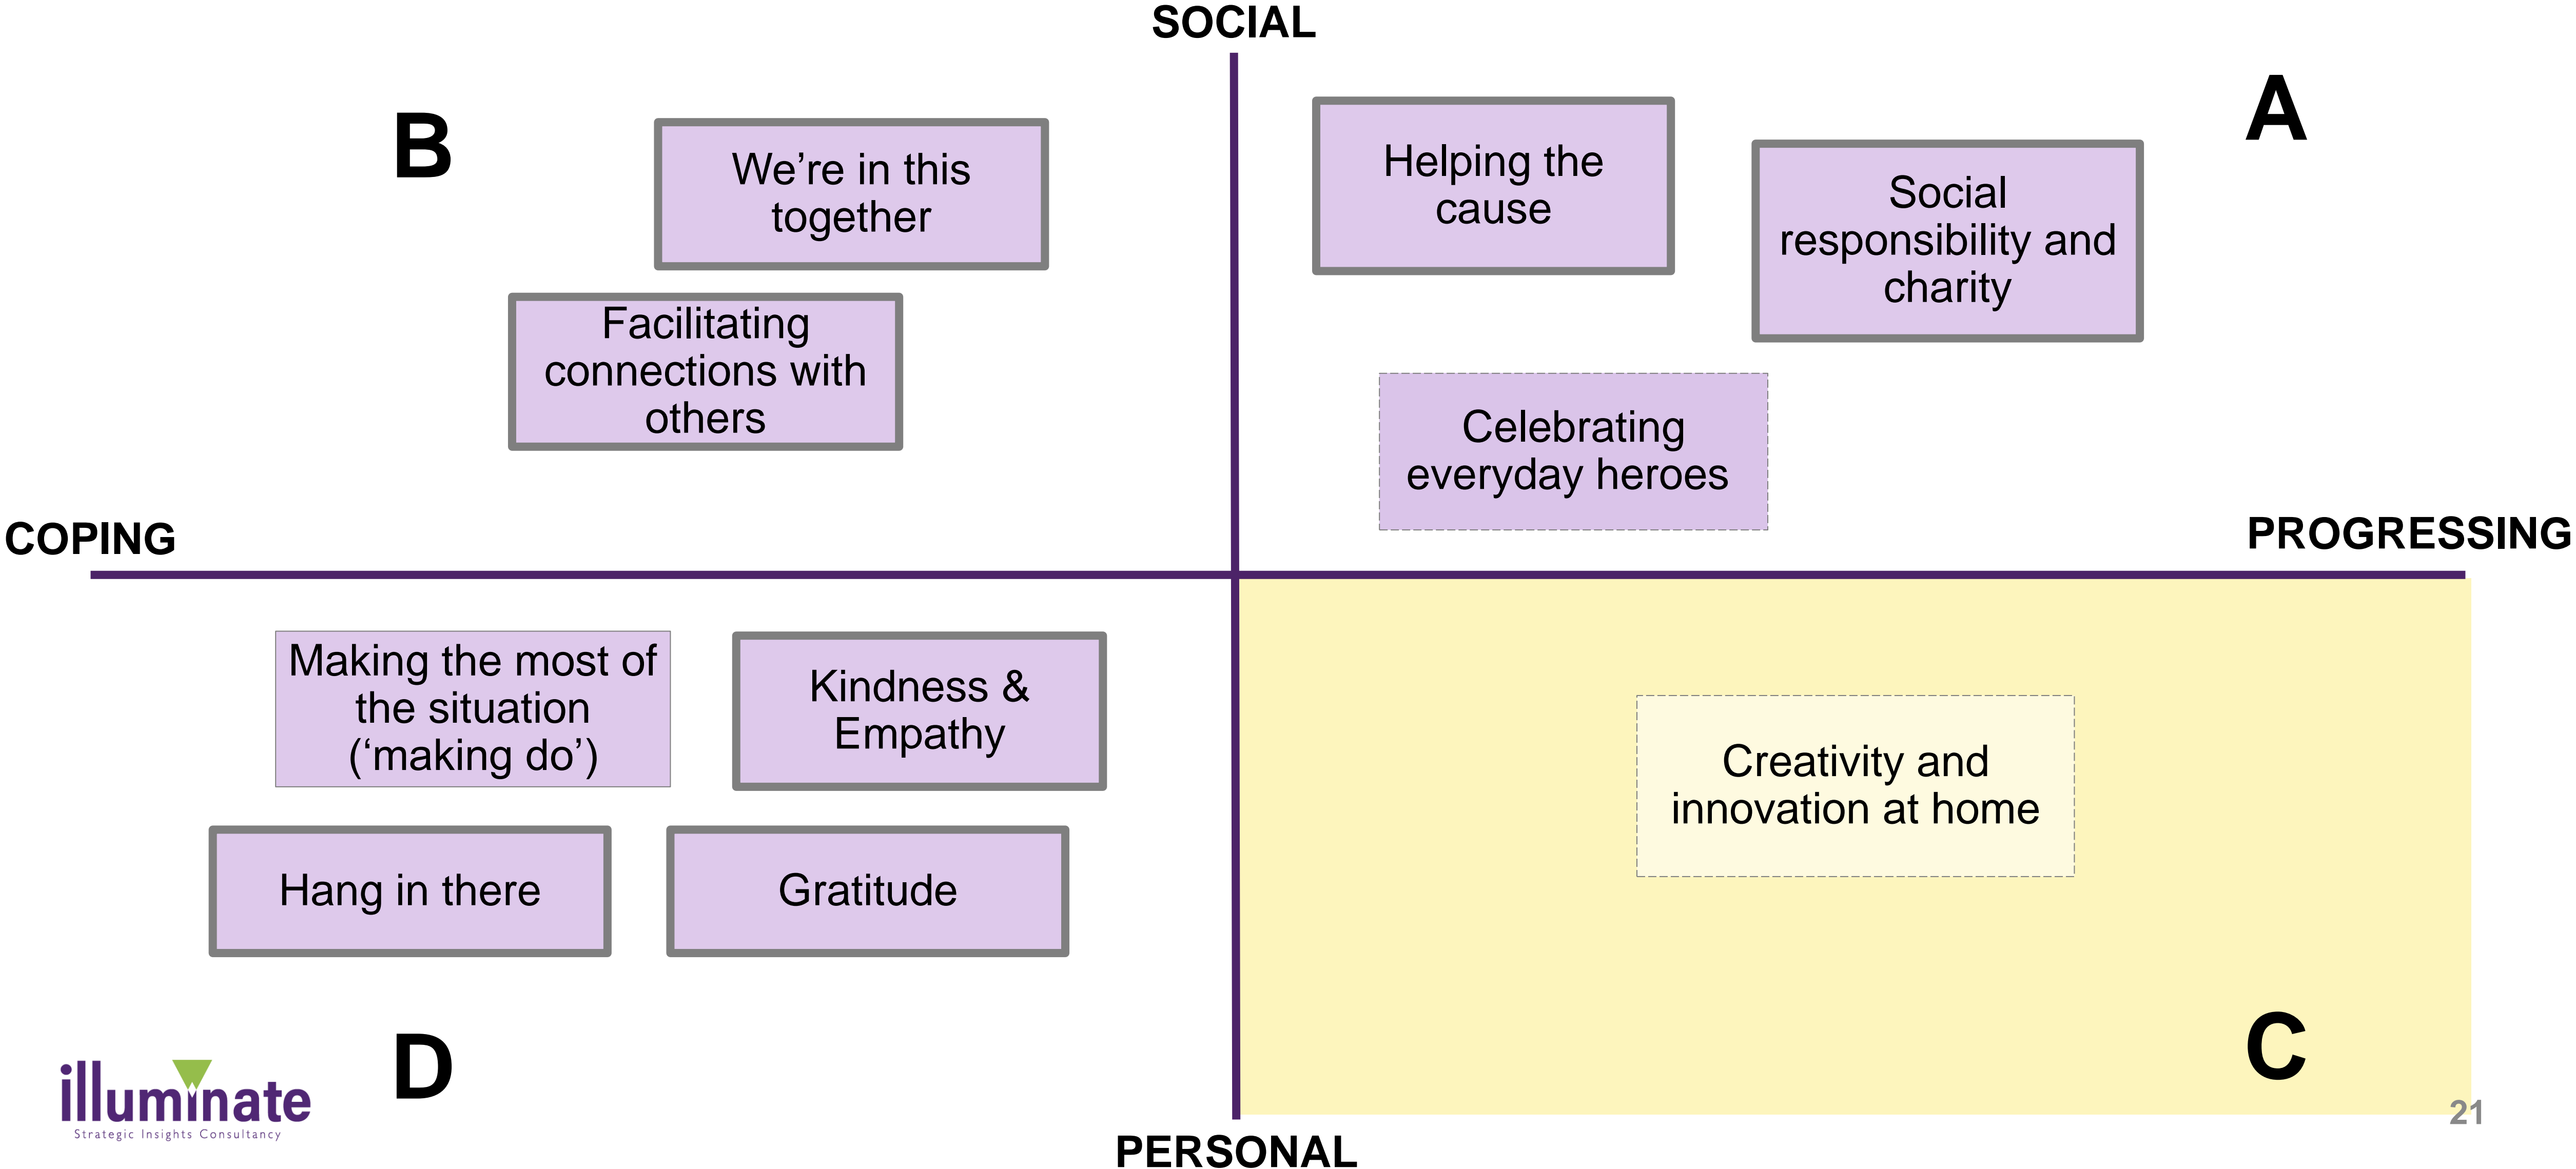 SOCIAL
B
A
We’re in this
together
Helping the
cause
Social
responsibility and
charity
Facilitating
connections with
others
Celebrating
everyday heroes
COPING
PROGRESSING
Making the most of
the situation
(‘making do’)
Kindness &
Empathy
Creativity and
innovation at home
Hang in there
Gratitude
D
C
illuminate
Strategic Insights Consultancy
21
PERSONAL